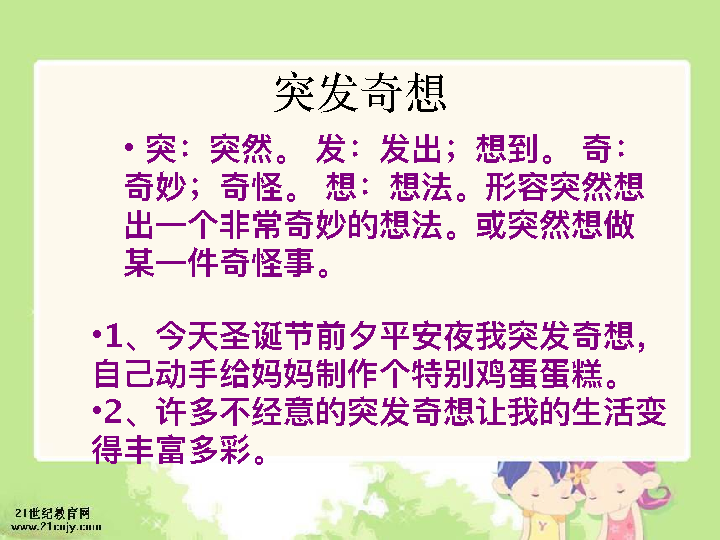 突发奇想
• 突：突然。 发：发出；想到。 奇：
奇妙；奇怪。 想：想法。形容突然想
出一个非常奇妙的想法。或突然想做
某一件奇怪事。
•1、今天圣诞节前夕平安夜我突发奇想，
自己动手给妈妈制作个特别鸡蛋蛋糕。
•2、许多不经意的突发奇想让我的生活变
得丰富多彩。
21世纪教育网
www.21cnjy.com